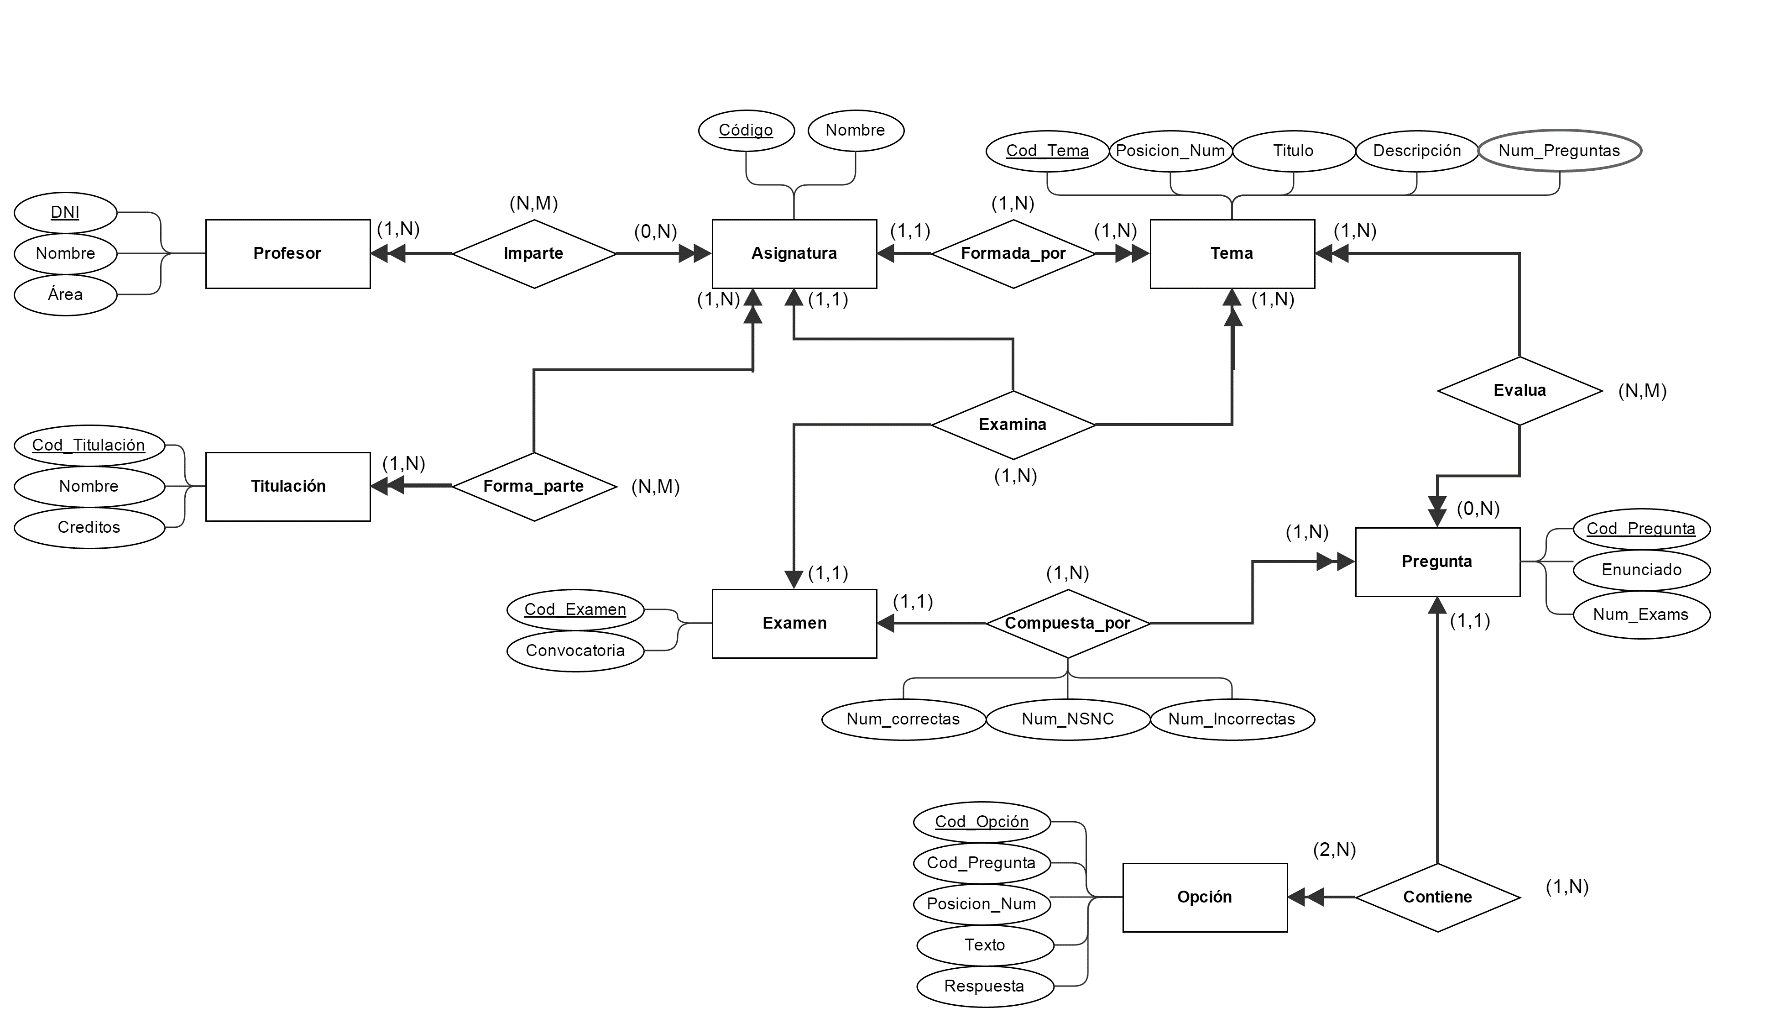 Código
Nombre
Cod_Tema
Posicion_Num
Titulo
Descripción
Num_Preguntas
DNI
Nombre
Área
Profesor
(1,N)
(N,M)
Imparte
(0,N)
Asignatura
(1,1)
(1,N)
Formada_por
(1,N)
Tema
(1,N)
(1,N)
(1,1)
(1,N)
Evalua
(N,M)
Examina
(1,N)
Cod_Titulación
Nombre
Creditos
Titulación
(1,N)
Forma_parte
(N,M)
(0,N)
(1,N)
Pregunta
Cod_Pregunta
Enunciado
Num_Exams
(1,1)
(1,1)
Cod_Examen
Convocatoria
Examen
(1,1)
(1,N)
Compuesta_por
Num_correctas
Num_NSNC
Num_Incorrectas
Cod_Opción
Cod_Pregunta
Posicion_Num
Texto
Respuesta
Opción
(2,N)
Contiene
(1,N)